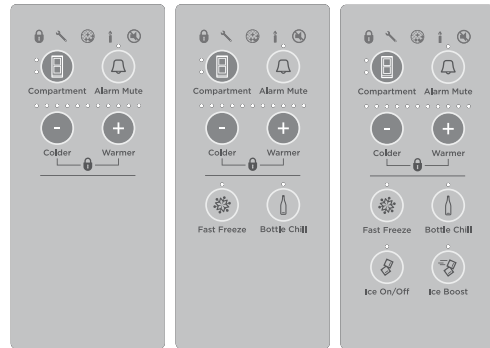 Compartment Alarm Mute
- +
Colder Warmer
Compartment Alarm Mute
- +
Colder Warmer
Fast Freeze Bottle Chill
Compartment Alarm Mute
- +
Colder Warmer
Fast Freeze Bottle Chill
Ice On/Off Ice Boost